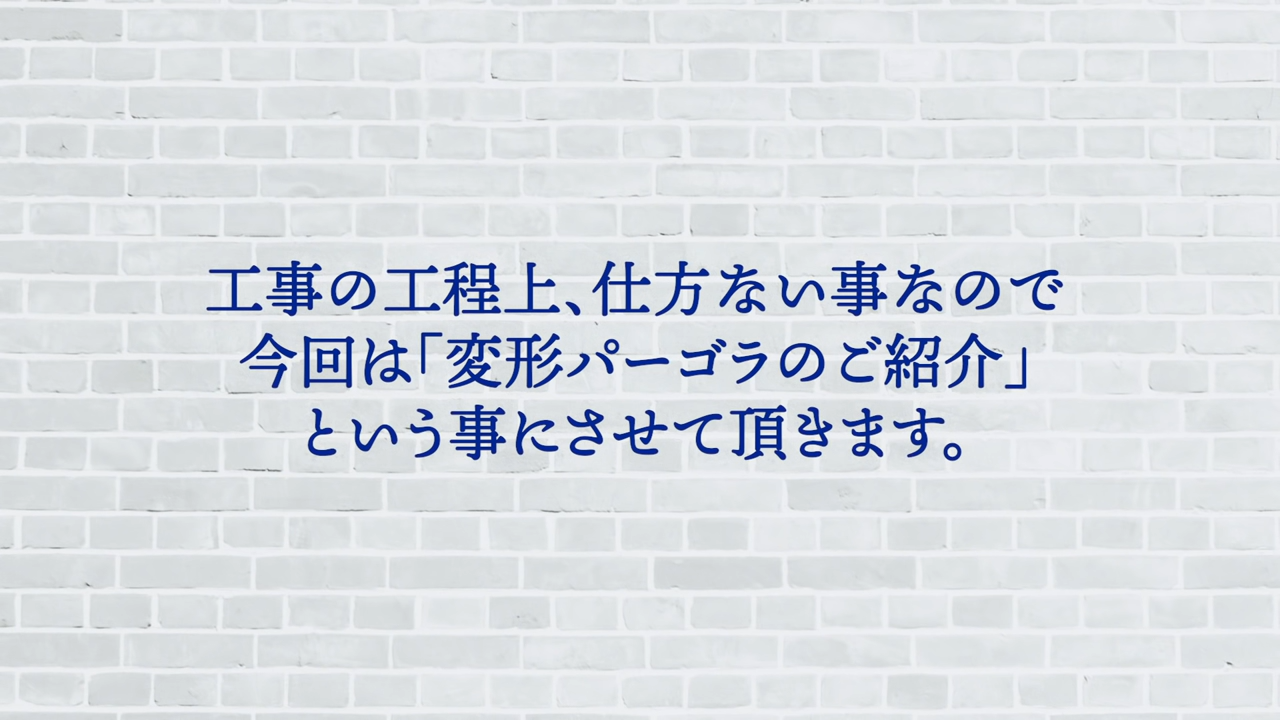 工事の工程上、仕方ない事なので
今回は「変形パーゴラのご紹介」
という事にさせて頂きます。